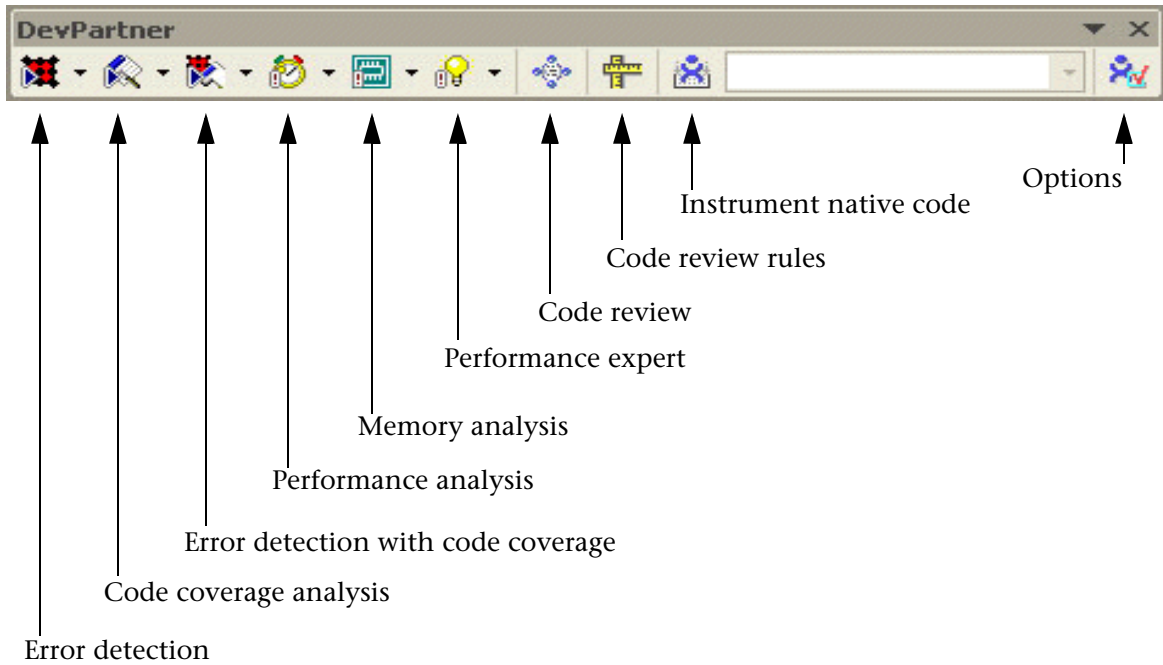 DevPartner
Options
Instrument native code
Code review rules
Code review
Performance expert
Memory analysis
Performance analysis
Error detection with code coverage
Code coverage analysis
Error detection